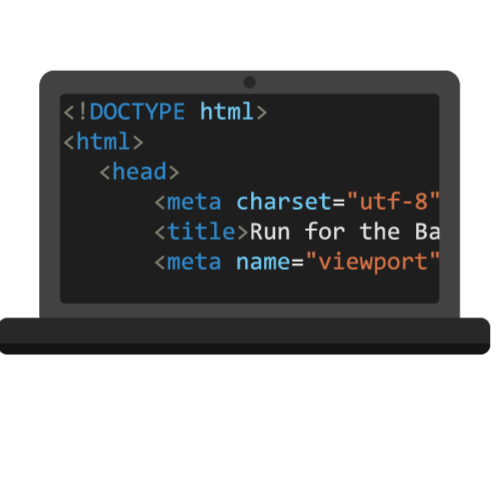 <!DOCTYPE html>
<html>
<head>
<meta charset="utf-8"
<title>Run for the Ba
<meta name="viewport"